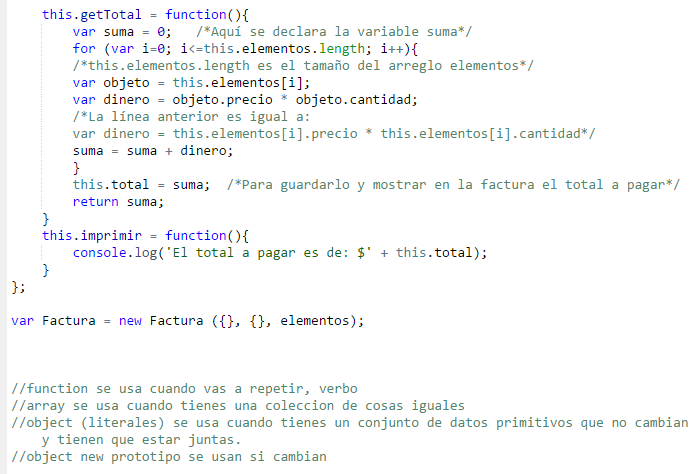 this.getTotal = function(){
var suma = 0;   /*Aquí se declara la variable suma*/
for (var i=0; i<=this.elementos.length; i++){
/*this.elementos.length es el tamaño del arreglo elementos*/
var objeto = this.elementos[i];
var dinero = objeto.precio * objeto.cantidad;
/*La línea anterior es igual a:
var dinero = this.elementos[i].precio * this.elementos[i].cantidad*/
suma = suma + dinero;
}
this.total = suma;  /*Para guardarlo y mostrar en la factura el total a pagar*/
return suma;
}
this.imprimir = function(){
console.log('El total a pagar es de: $' + this.total);
}
};
var Factura = new Factura ({}, {}, elementos);
//function se usa cuando vas a repetir, verbo
//array se usa cuando tienes una coleccion de cosas iguales
//object (literales) se usa cuando tienes un conjunto de datos primitivos que no cambian
y tienen que estar juntas.
//object new prototipo se usan si cambian